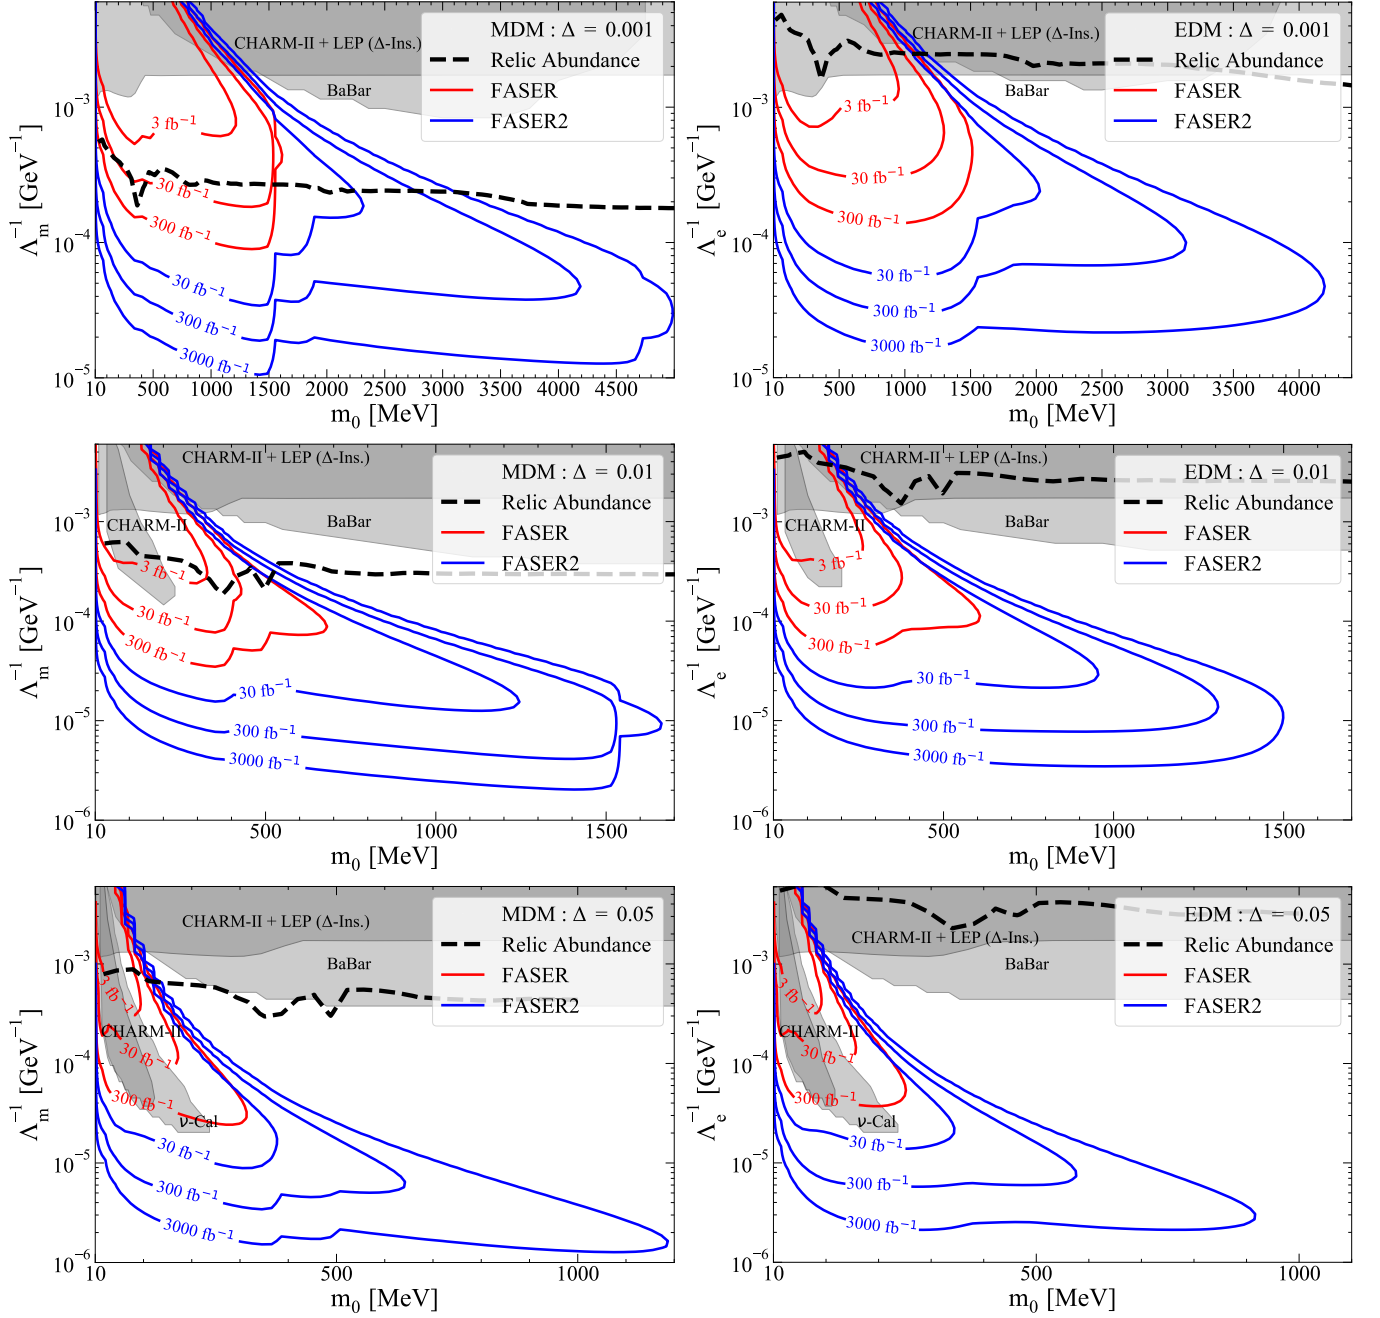 CHARM-II + LEP (Δ-Ins.)
BaBar
MDM : Δ = 0.001
Relic Abundance
FASER
FASER2
3 fb⁻¹
30 fb⁻¹
300 fb⁻¹
30 fb⁻¹
300 fb⁻¹
3000 fb⁻¹
10⁻³
10⁻⁴
10⁻⁵
Λₘ⁻¹ [GeV⁻¹]
10 500 1000 1500 2000 2500 3000 3500 4000 4500
m₀ [MeV]
CHARM-II + LEP (Δ-Ins.)
BaBar
EDM : Δ = 0.001
Relic Abundance
FASER
FASER2
3 fb⁻¹
30 fb⁻¹
300 fb⁻¹
30 fb⁻¹
300 fb⁻¹
3000 fb⁻¹
10⁻³
10⁻⁴
10⁻⁵
Λₑ⁻¹ [GeV⁻¹]
10 500 1000 1500 2000 2500 3000 3500 4000
m₀ [MeV]
CHARM-II + LEP (Δ-Ins.)
CHARM-II
BaBar
MDM : Δ = 0.01
Relic Abundance
FASER
FASER2
3 fb⁻¹
30 fb⁻¹
300 fb⁻¹
30 fb⁻¹
300 fb⁻¹
3000 fb⁻¹
10⁻³
10⁻⁴
10⁻⁵
10⁻⁶
Λₘ⁻¹ [GeV⁻¹]
10 500 1000 1500
m₀ [MeV]
CHARM-II + LEP (Δ-Ins.)
CHARM-II
BaBar
EDM : Δ = 0.01
Relic Abundance
FASER
FASER2
3 fb⁻¹
30 fb⁻¹
300 fb⁻¹
30 fb⁻¹
300 fb⁻¹
3000 fb⁻¹
10⁻³
10⁻⁴
10⁻⁵
10⁻⁶
Λₑ⁻¹ [GeV⁻¹]
10 500 1000 1500
m₀ [MeV]
CHARM-II + LEP (Δ-Ins.)
BaBar
CHARM-II
ν-Cal
MDM : Δ = 0.05
Relic Abundance
FASER
FASER2
3 fb⁻¹
30 fb⁻¹
300 fb⁻¹
30 fb⁻¹
300 fb⁻¹
3000 fb⁻¹
10⁻³
10⁻⁴
10⁻⁵
10⁻⁶
Λₘ⁻¹ [GeV⁻¹]
10 500 1000
m₀ [MeV]
CHARM-II + LEP (Δ-Ins.)
BaBar
CHARM-II
ν-Cal
EDM : Δ = 0.05
Relic Abundance
FASER
FASER2
3 fb⁻¹
30 fb⁻¹
300 fb⁻¹
30 fb⁻¹
300 fb⁻¹
3000 fb⁻¹
10⁻³
10⁻⁴
10⁻⁵
10⁻⁶
Λₑ⁻¹ [GeV⁻¹]
10 500 1000
m₀ [MeV]